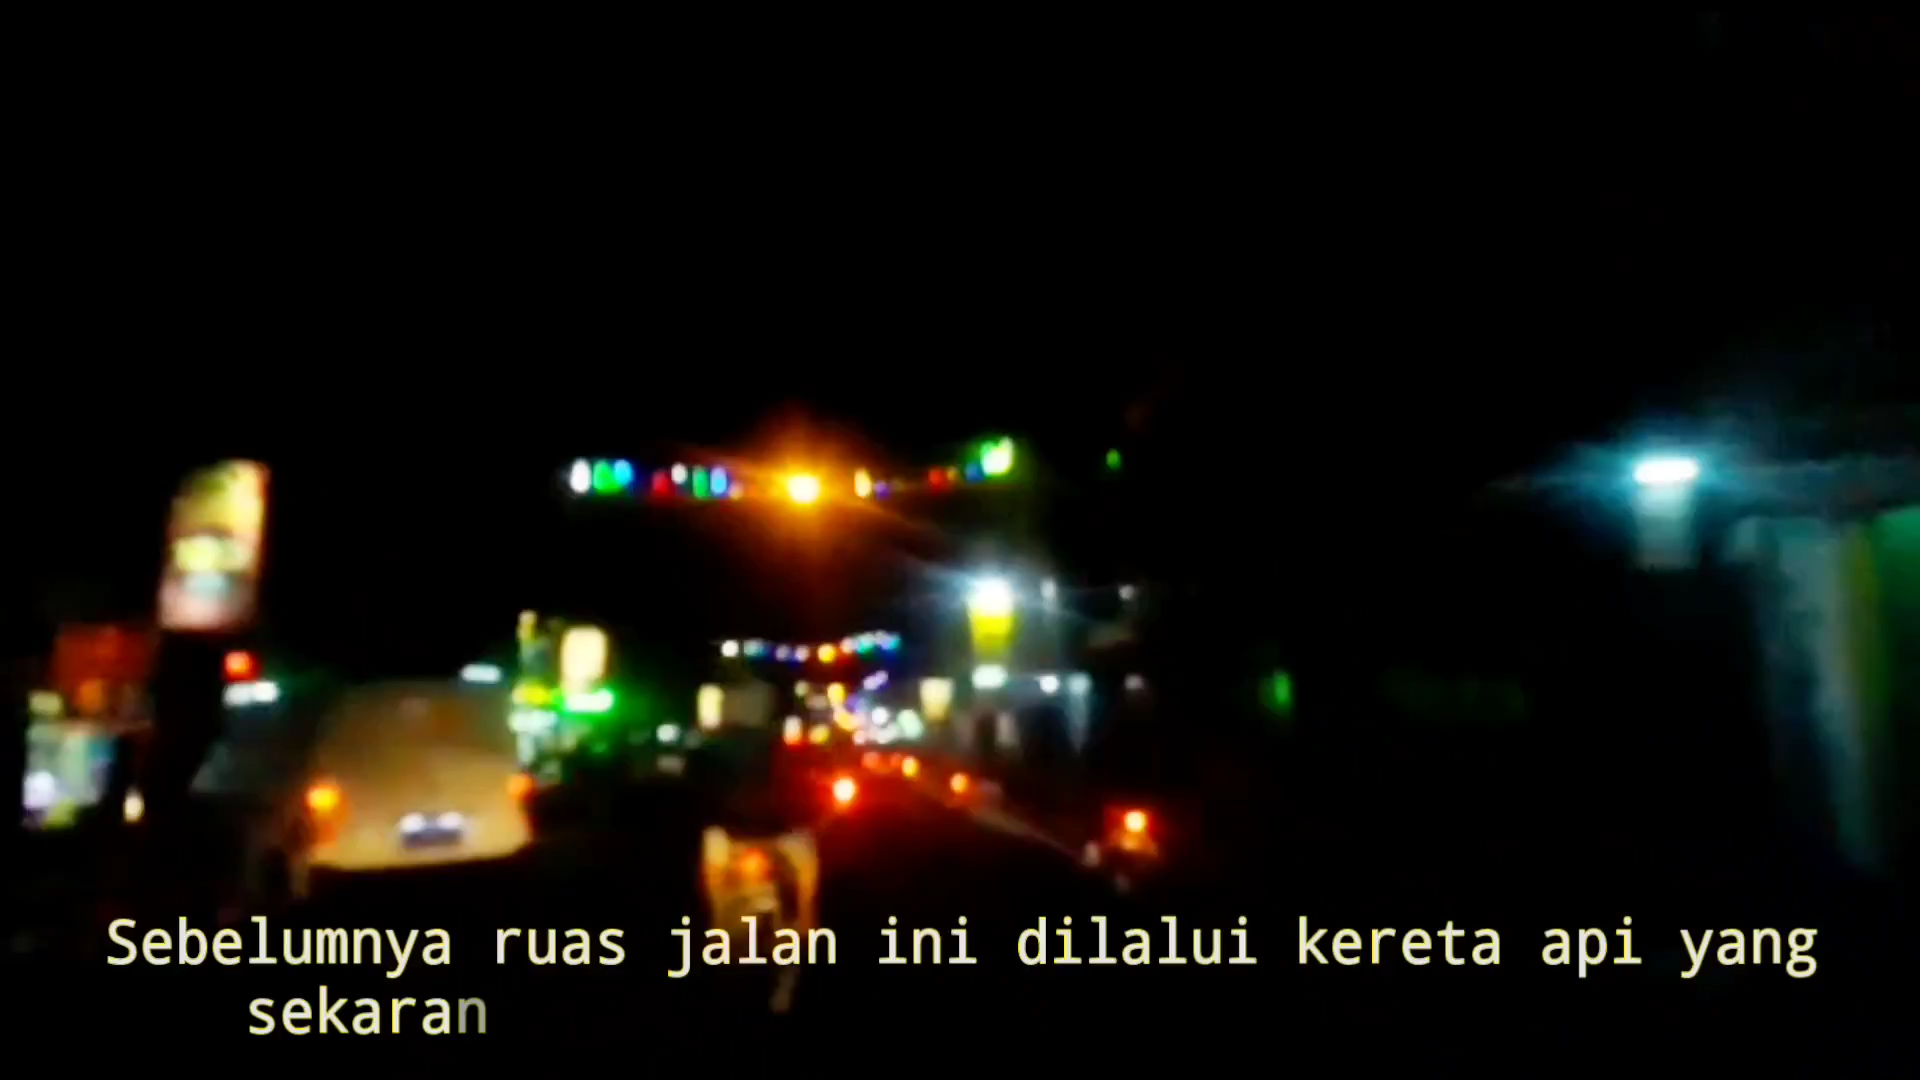 Sebelumnya ruas jalan ini dilalui kereta api yang
sekaran